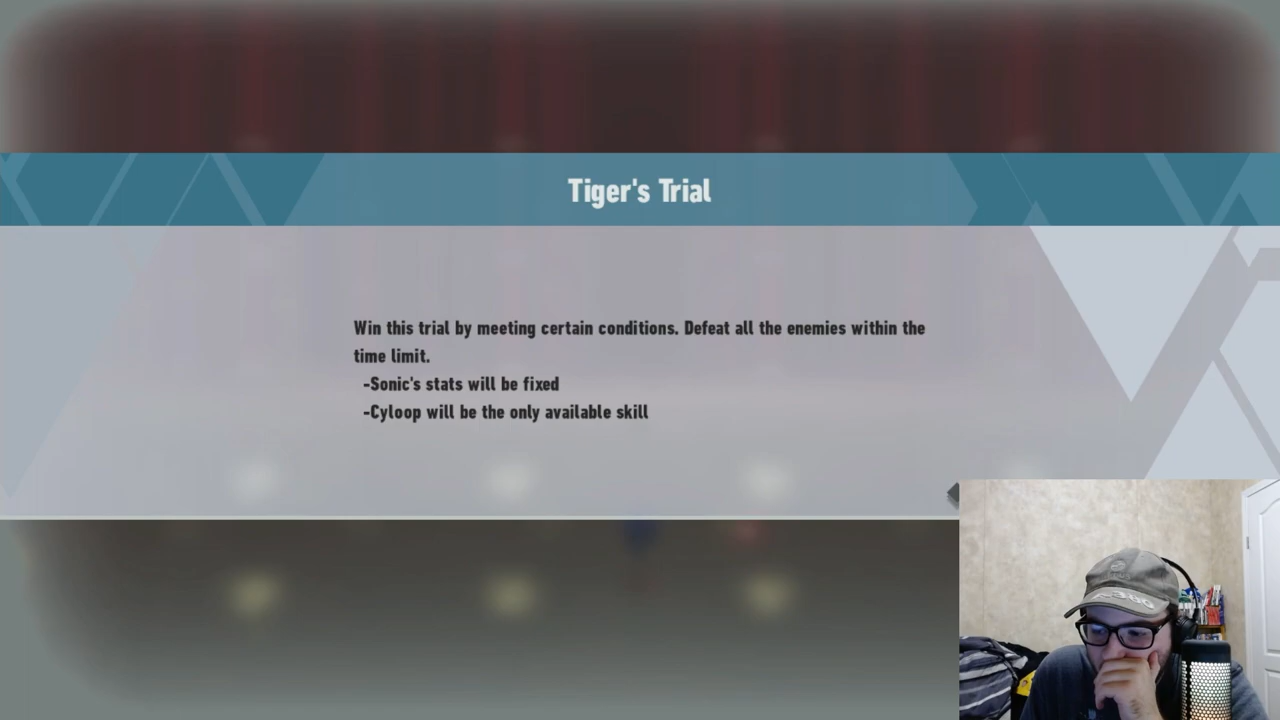 Tiger's Trial
Win this trial by meeting certain conditions. Defeat all the enemies within the
time limit.
-Sonic's stats will be fixed
-Cyloop will be the only available skill